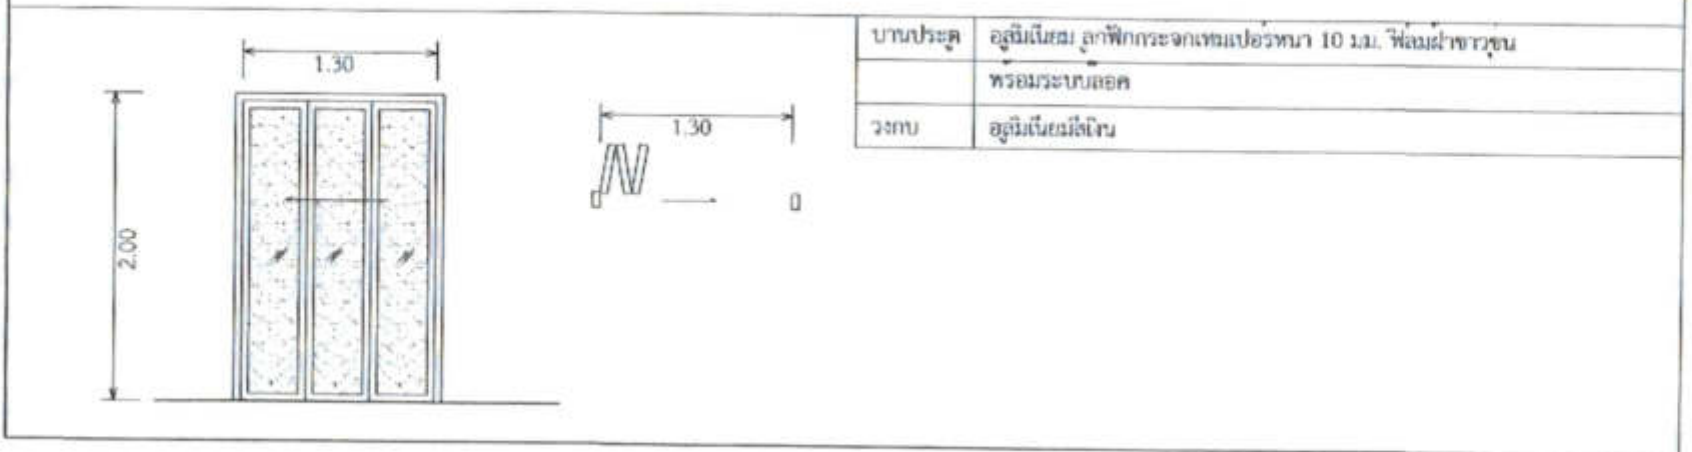 1.30
2.00
1.30
บานประตู อลูมิเนียม ลูกฟักกระจกเทมเปอร์หนา 10 มม. ฟิล์มฝ้าขาวขุ่น
พร้อมระบบล็อค
วงกบ อลูมิเนียมสีเงิน